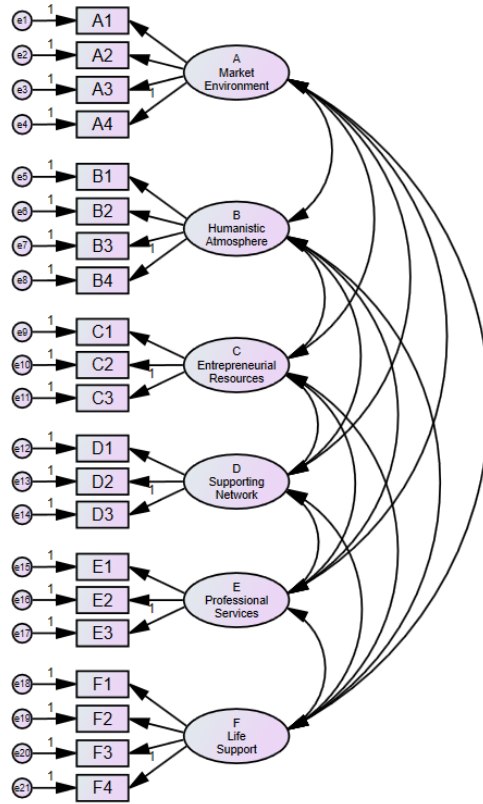 e1 1 A1
e2 1 A2
e3 1 A3
e4 1 A4
1
A
Market
Environment
e5 1 B1
e6 1 B2
e7 1 B3
e8 1 B4
1
B
Humanistic
Atmosphere
e9 1 C1
e10 1 C2
e11 1 C3
1
C
Entrepreneurial
Resources
e12 1 D1
e13 1 D2
e14 1 D3
1
D
Supporting
Network
e15 1 E1
e16 1 E2
e17 1 E3
1
E
Professional
Services
e18 1 F1
e19 1 F2
e20 1 F3
e21 1 F4
1
F
Life
Support